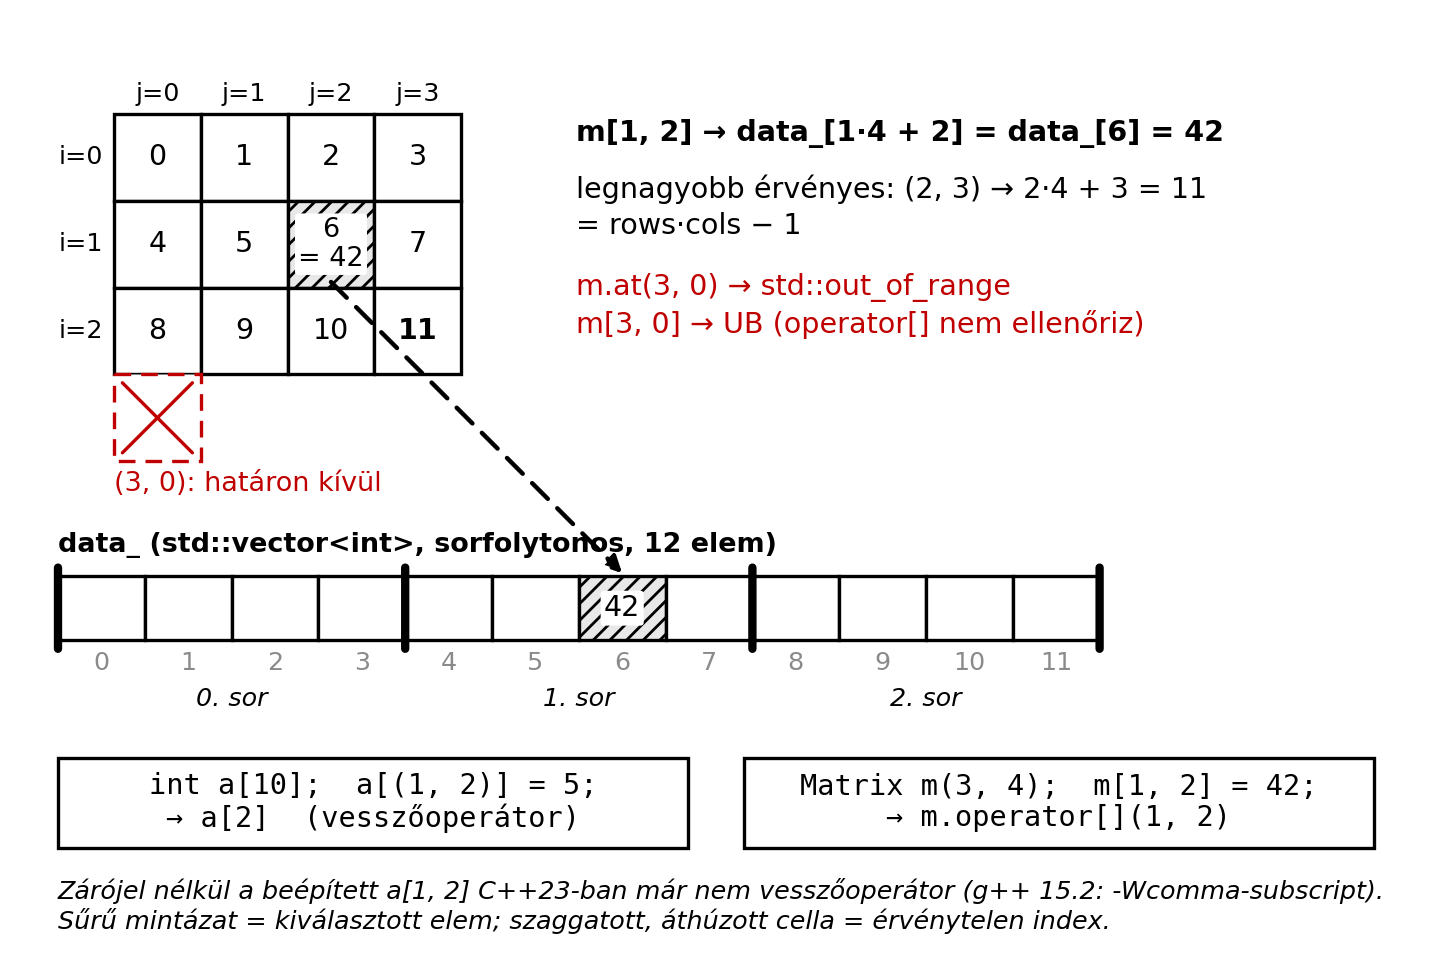 j=0 j=1 j=2 j=3
i=0 0 1 2 3
i=1 4 5 6 = 42 7
i=2 8 9 10 11
m[1, 2] → data_[1·4 + 2] = data_[6] = 42
legnagyobb érvényes: (2, 3) → 2·4 + 3 = 11
= rows·cols − 1
m.at(3, 0) → std::out_of_range
m[3, 0] → UB (operator[] nem ellenőriz)
(3, 0): határon kívül
data_ (std::vector<int>, sorfolytonos, 12 elem)
42
0 1 2 3 4 5 6 7 8 9 10 11
0. sor 1. sor 2. sor
int a[10];  a[(1, 2)] = 5;
→ a[2]  (vesszőoperátor)
Matrix m(3, 4);  m[1, 2] = 42;
→ m.operator[](1, 2)
Zárójel nélkül a beépített a[1, 2] C++23-ban már nem vesszőoperátor (g++ 15.2: -Wcomma-subscript).
Sűrű mintázat = kiválasztott elem; szaggatott, áthúzott cella = érvénytelen index.